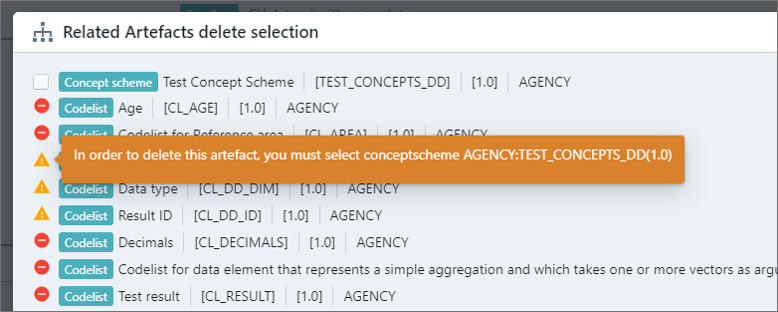 Related Artefacts delete selection
Concept scheme Test Concept Scheme [TEST_CONCEPTS_DD] [1.0] AGENCY
Codelist Age [CL_AGE] [1.0] AGENCY
Codelist Codelist for Reference area [CL_AREA] [1.0] AGENCY
In order to delete this artefact, you must select conceptscheme AGENCY:TEST_CONCEPTS_DD(1.0)
Codelist Data type [CL_DD_DIM] [1.0] AGENCY
Codelist Result ID [CL_DD_ID] [1.0] AGENCY
Codelist Decimals [CL_DECIMALS] [1.0] AGENCY
Codelist Codelist for data element that represents a simple aggregation and which takes one or more vectors as argu
Codelist Test result [CL_RESULT] [1.0] AGENCY